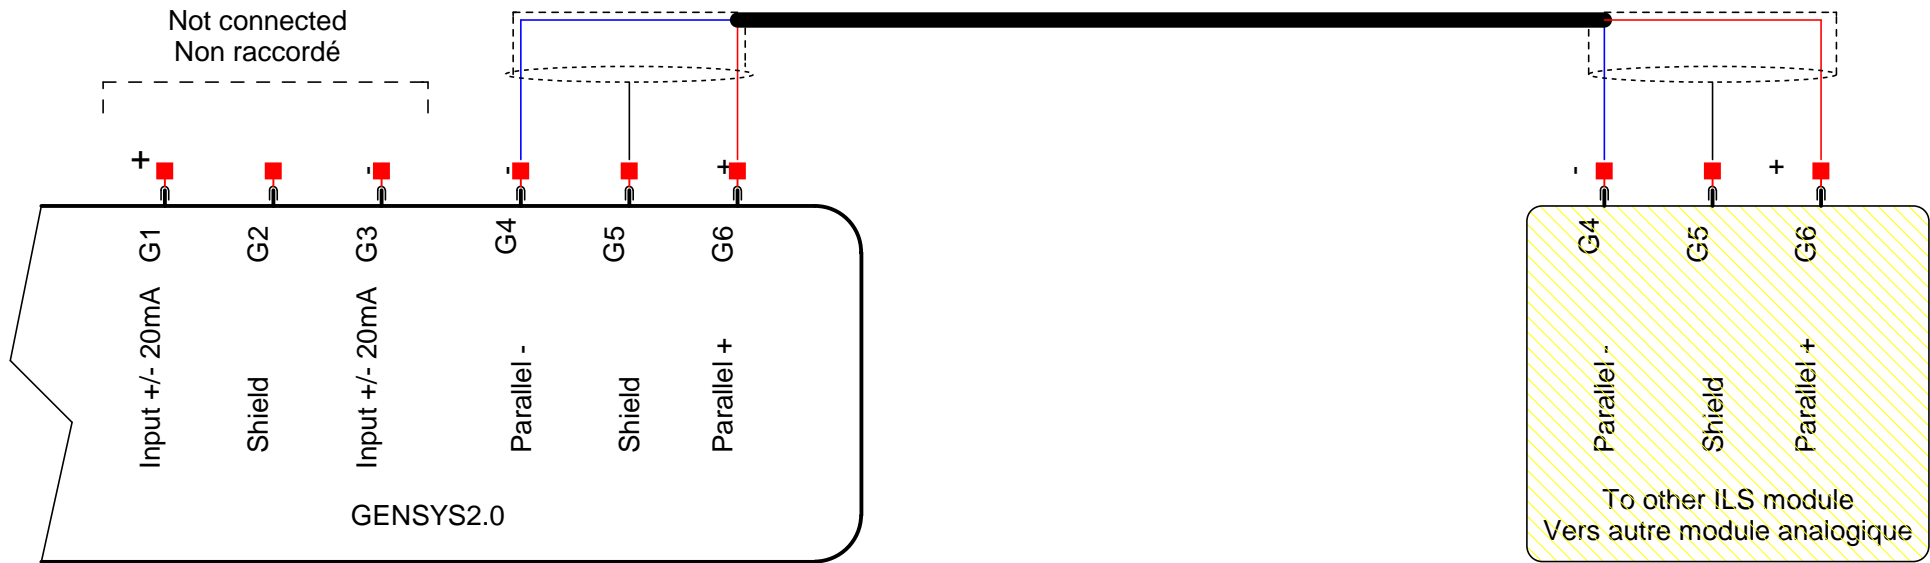 Not connected
Non raccordé
+
-
-
+
-
+
G1
G2
G3
G4
G5
G6
G4
G5
G6
Input +/- 20mA
Shield
Input +/- 20mA
Parallel -
Shield
Parallel +
Parallel -
Shield
Parallel +
GENSYS2.0
To other ILS module
Vers autre module analogique